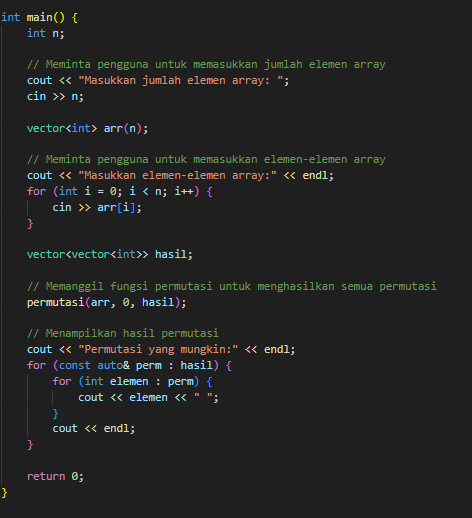 int main() {
    int n;
    // Meminta pengguna untuk memasukkan jumlah elemen array
    cout << "Masukkan jumlah elemen array: ";
    cin >> n;
    vector<int> arr(n);
    // Meminta pengguna untuk memasukkan elemen-elemen array
    cout << "Masukkan elemen-elemen array:" << endl;
    for (int i = 0; i < n; i++) {
        cin >> arr[i];
    }
    vector<vector<int>> hasil;
    // Memanggil fungsi permutasi untuk menghasilkan semua permutasi
    permutasi(arr, 0, hasil);
    // Menampilkan hasil permutasi
    cout << "Permutasi yang mungkin:" << endl;
    for (const auto& perm : hasil) {
        for (int elemen : perm) {
            cout << elemen << " ";
        }
        cout << endl;
    }
    return 0;
}